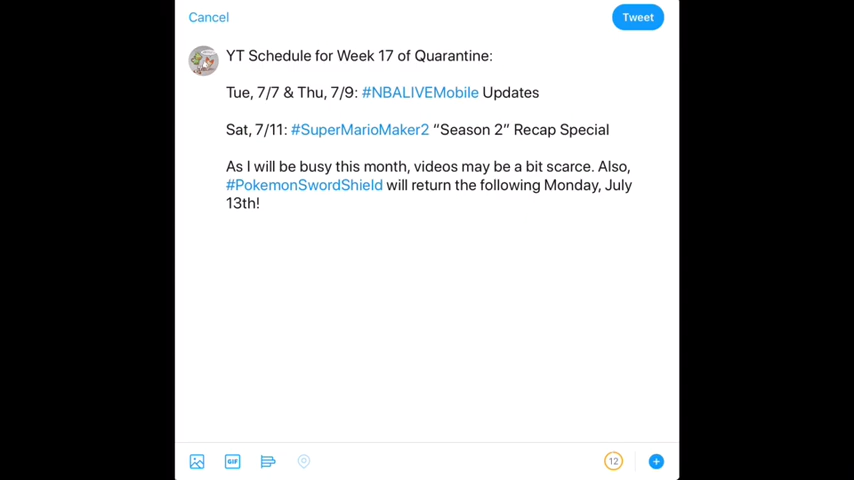 Cancel
Tweet
YT Schedule for Week 17 of Quarantine:
Tue, 7/7 & Thu, 7/9: #NBALIVEMobile Updates
Sat, 7/11: #SuperMarioMaker2 “Season 2” Recap Special
As I will be busy this month, videos may be a bit scarce. Also,
#PokemonSwordShield will return the following Monday, July
13th!
GIF
12